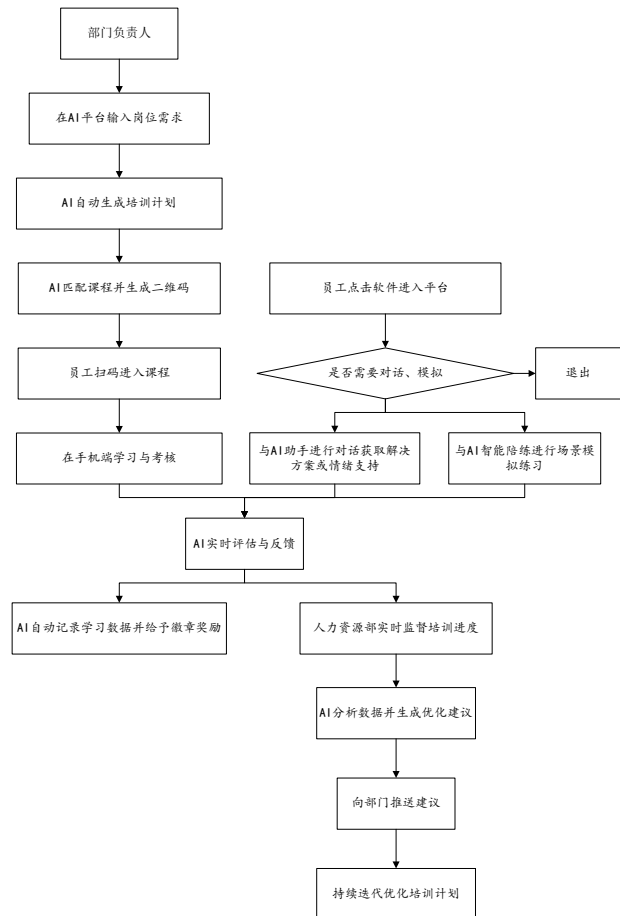 部门负责人
在AI平台输入岗位需求
AI自动生成培训计划
AI匹配课程并生成二维码
员工点击软件进入平台
员工扫码进入课程
是否需要对话、模拟
退出
在手机端学习与考核
与AI助手进行对话获取解决
方案或情绪支持
与AI智能陪练进行场景模
拟练习
AI实时评估与反馈
AI自动记录学习数据并给予徽章奖励
人力资源部实时监督培训进度
AI分析数据并生成优化建议
向部门推送建议
持续迭代优化培训计划